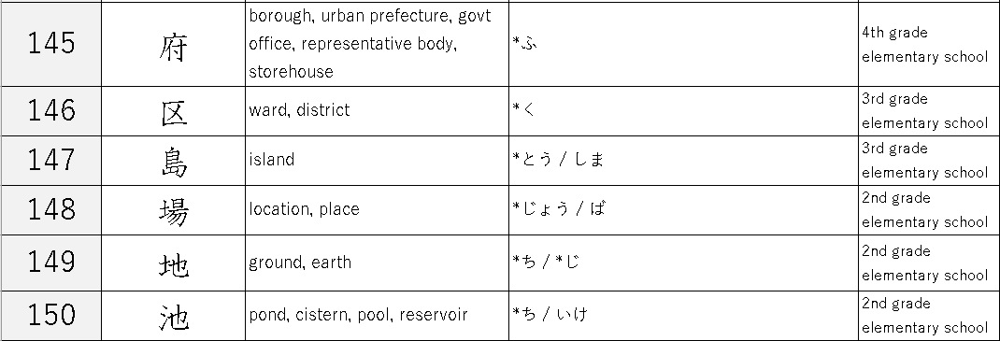 145 府 borough, urban prefecture, govt office, representative body, storehouse *ふ 4th grade elementary school
146 区 ward, district *く 3rd grade elementary school
147 島 island *とう / しま 3rd grade elementary school
148 場 location, place *じょう / ば 2nd grade elementary school
149 地 ground, earth *ち / *じ 2nd grade elementary school
150 池 pond, cistern, pool, reservoir *ち / いけ 2nd grade elementary school